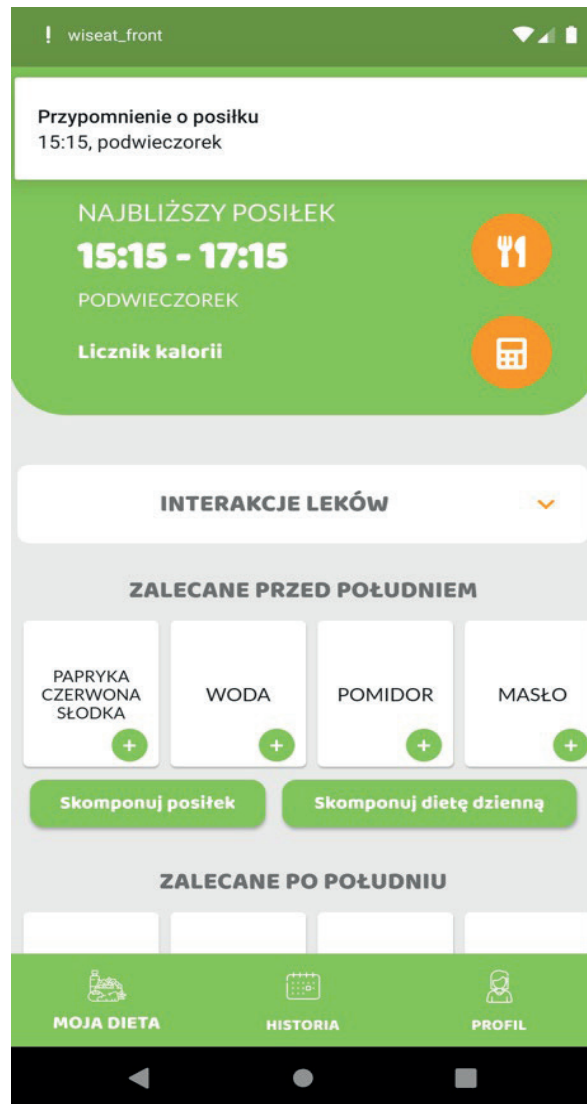 wiseat_front
Przypomnienie o posiłku
15:15, podwieczorek
NAJBLIŻSZY POSIŁEK
15:15 - 17:15
PODWIECZOREK
Licznik kalorii
INTERAKCJE LEKÓW
ZALECANE PRZED POŁUDNIEM
PAPRYKA
CZERWONA
SŁODKA
WODA
POMIDOR
MASŁO
Skomponuj posiłek
Skomponuj dietę dzienną
ZALECANE PO POŁUDNIU
MOJA DIETA
HISTORIA
PROFIL